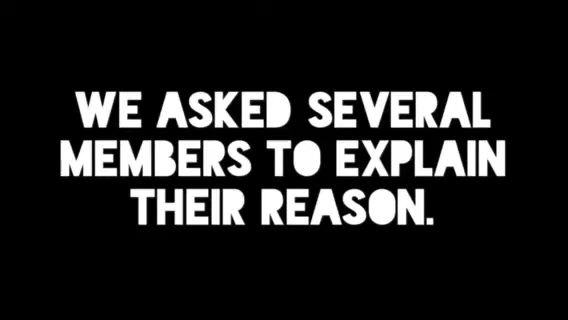 WE ASKED SEVERAL
MEMBERS TO EXPLAIN
THEIR REASON.